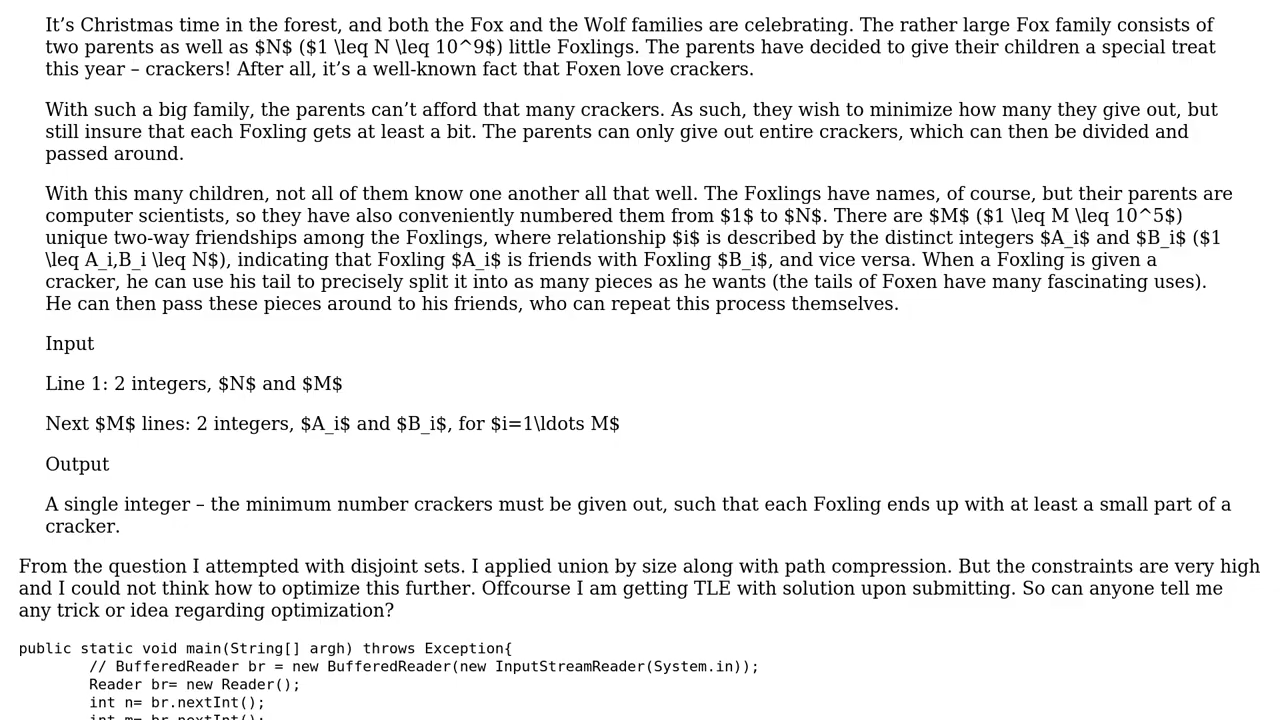 It’s Christmas time in the forest, and both the Fox and the Wolf families are celebrating. The rather large Fox family consists of
two parents as well as $N$ ($1 \leq N \leq 10^9$) little Foxlings. The parents have decided to give their children a special treat
this year – crackers! After all, it’s a well-known fact that Foxen love crackers.
With such a big family, the parents can’t afford that many crackers. As such, they wish to minimize how many they give out, but
still insure that each Foxling gets at least a bit. The parents can only give out entire crackers, which can then be divided and
passed around.
With this many children, not all of them know one another all that well. The Foxlings have names, of course, but their parents are
computer scientists, so they have also conveniently numbered them from $1$ to $N$. There are $M$ ($1 \leq M \leq 10^5$)
unique two-way friendships among the Foxlings, where relationship $i$ is described by the distinct integers $A_i$ and $B_i$ ($1
\leq A_i,B_i \leq N$), indicating that Foxling $A_i$ is friends with Foxling $B_i$, and vice versa. When a Foxling is given a
cracker, he can use his tail to precisely split it into as many pieces as he wants (the tails of Foxen have many fascinating uses).
He can then pass these pieces around to his friends, who can repeat this process themselves.
Input
Line 1: 2 integers, $N$ and $M$
Next $M$ lines: 2 integers, $A_i$ and $B_i$, for $i=1\ldots M$
Output
A single integer – the minimum number crackers must be given out, such that each Foxling ends up with at least a small part of a
cracker.
From the question I attempted with disjoint sets. I applied union by size along with path compression. But the constraints are very high
and I could not think how to optimize this further. Offcourse I am getting TLE with solution upon submitting. So can anyone tell me
any trick or idea regarding optimization?
public static void main(String[] argh) throws Exception{
// BufferedReader br = new BufferedReader(new InputStreamReader(System.in));
Reader br= new Reader();
int n= br.nextInt();
int m= br.nextInt();